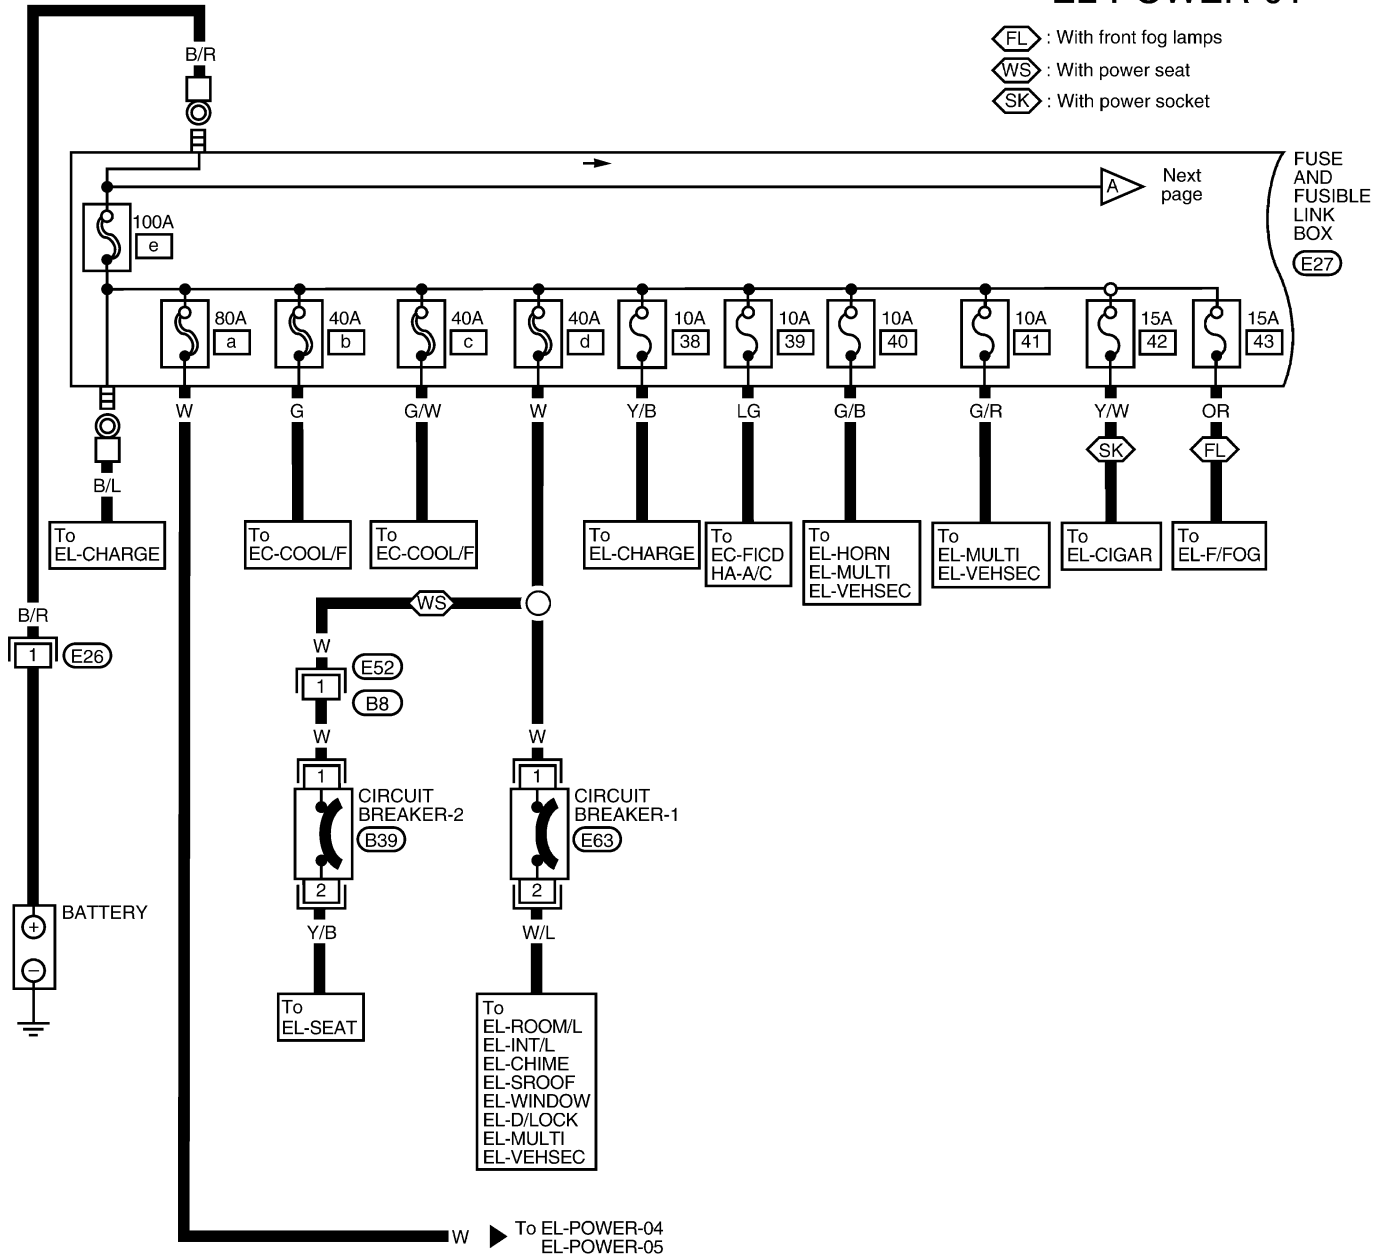 FL : With front fog lamps
WS : With power seat
SK : With power socket
B/R
FUSE
AND
FUSIBLE
LINK
BOX
E27
A
Next
page
100A
e
80A
a
40A
b
40A
c
40A
d
10A
38
10A
39
10A
40
10A
41
15A
42
15A
43
W
G
G/W
W
Y/B
LG
G/B
G/R
Y/W
OR
SK
FL
B/L
To
EL-CHARGE
To
EC-COOL/F
To
EC-COOL/F
To
EL-CHARGE
To
EC-FICD
HA-A/C
To
EL-HORN
EL-MULTI
EL-VEHSEC
To
EL-MULTI
EL-VEHSEC
To
EL-CIGAR
To
EL-F/FOG
WS
B/R
1
E26
W
E52
1
B8
W
W
1
1
CIRCUIT
BREAKER-2
B39
CIRCUIT
BREAKER-1
E63
2
2
Y/B
W/L
BATTERY
+
−
To
EL-SEAT
To
EL-ROOM/L
EL-INT/L
EL-CHIME
EL-SROOF
EL-WINDOW
EL-D/LOCK
EL-MULTI
EL-VEHSEC
W
To EL-POWER-04
EL-POWER-05